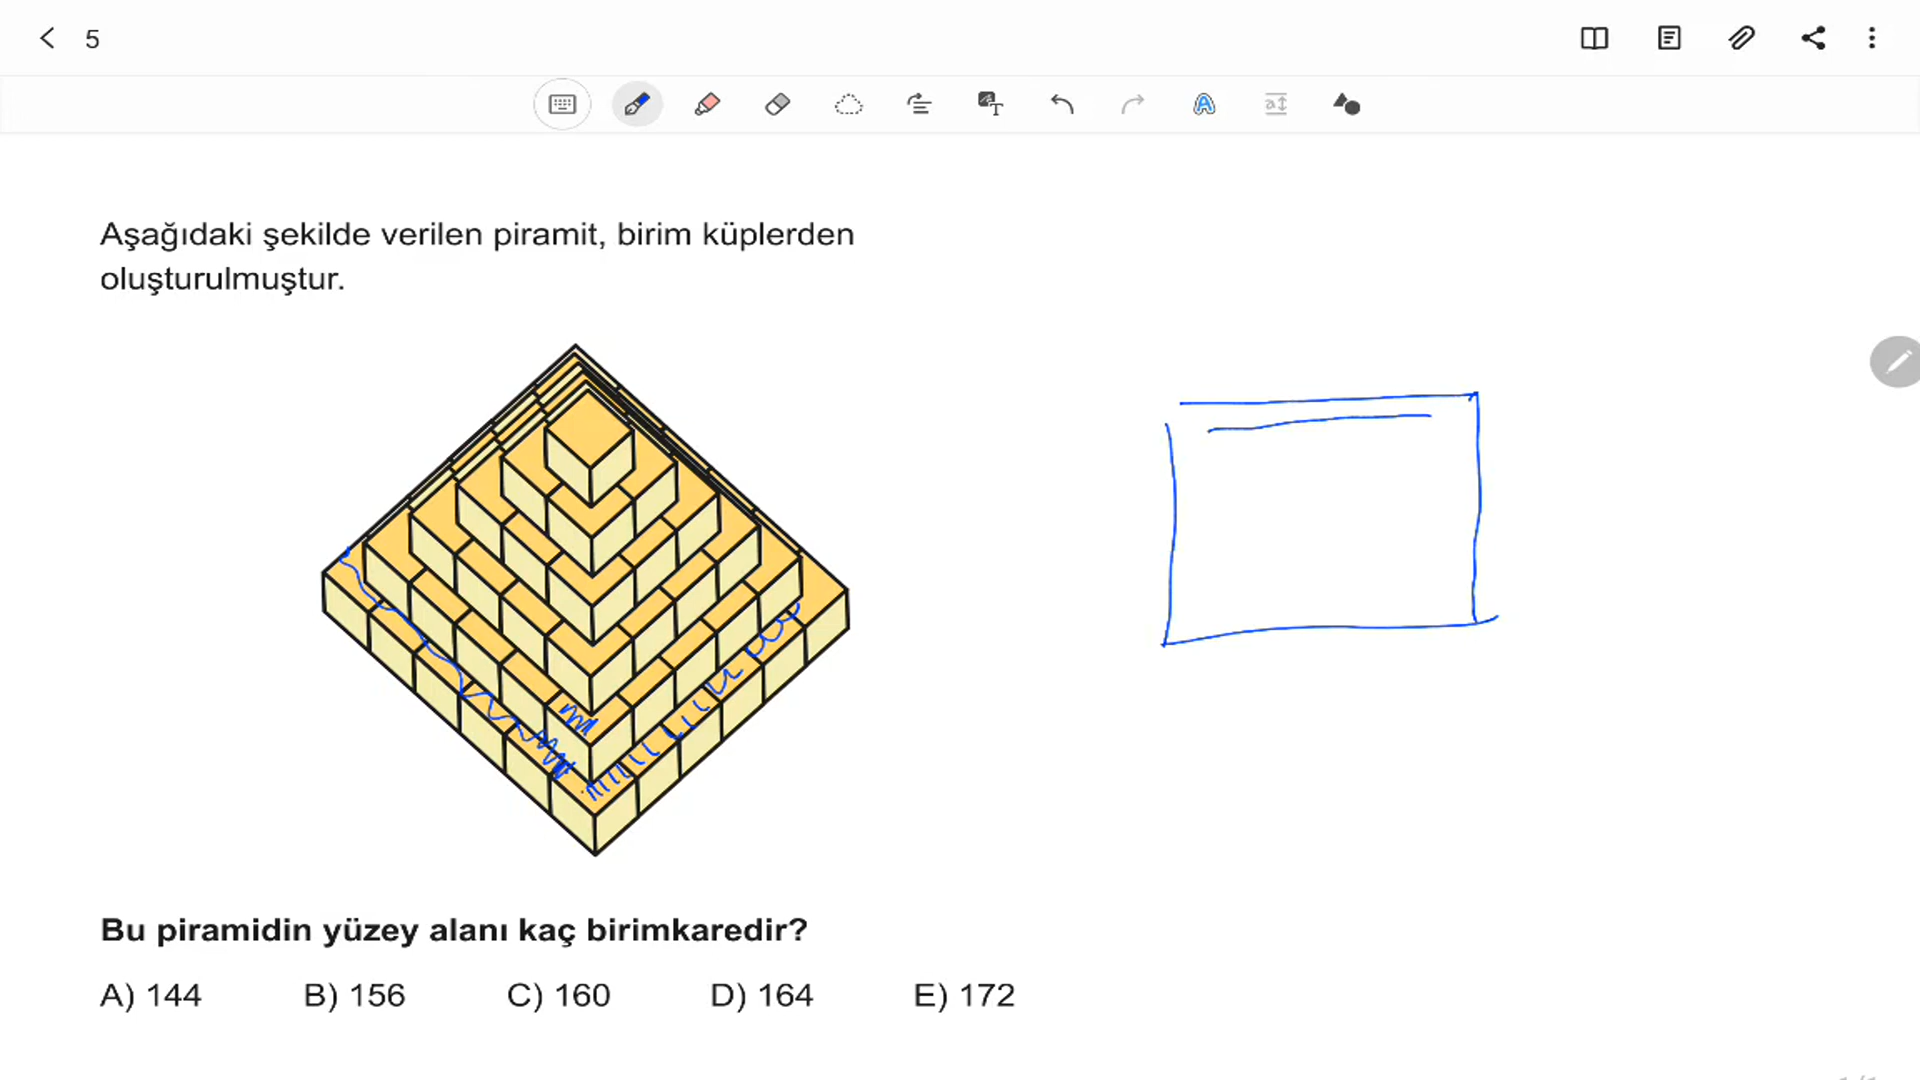 5
Aşağıdaki şekilde verilen piramit, birim küplerden
oluşturulmuştur.
Bu piramidin yüzey alanı kaç birimkaredir?
A) 144 B) 156 C) 160 D) 164 E) 172